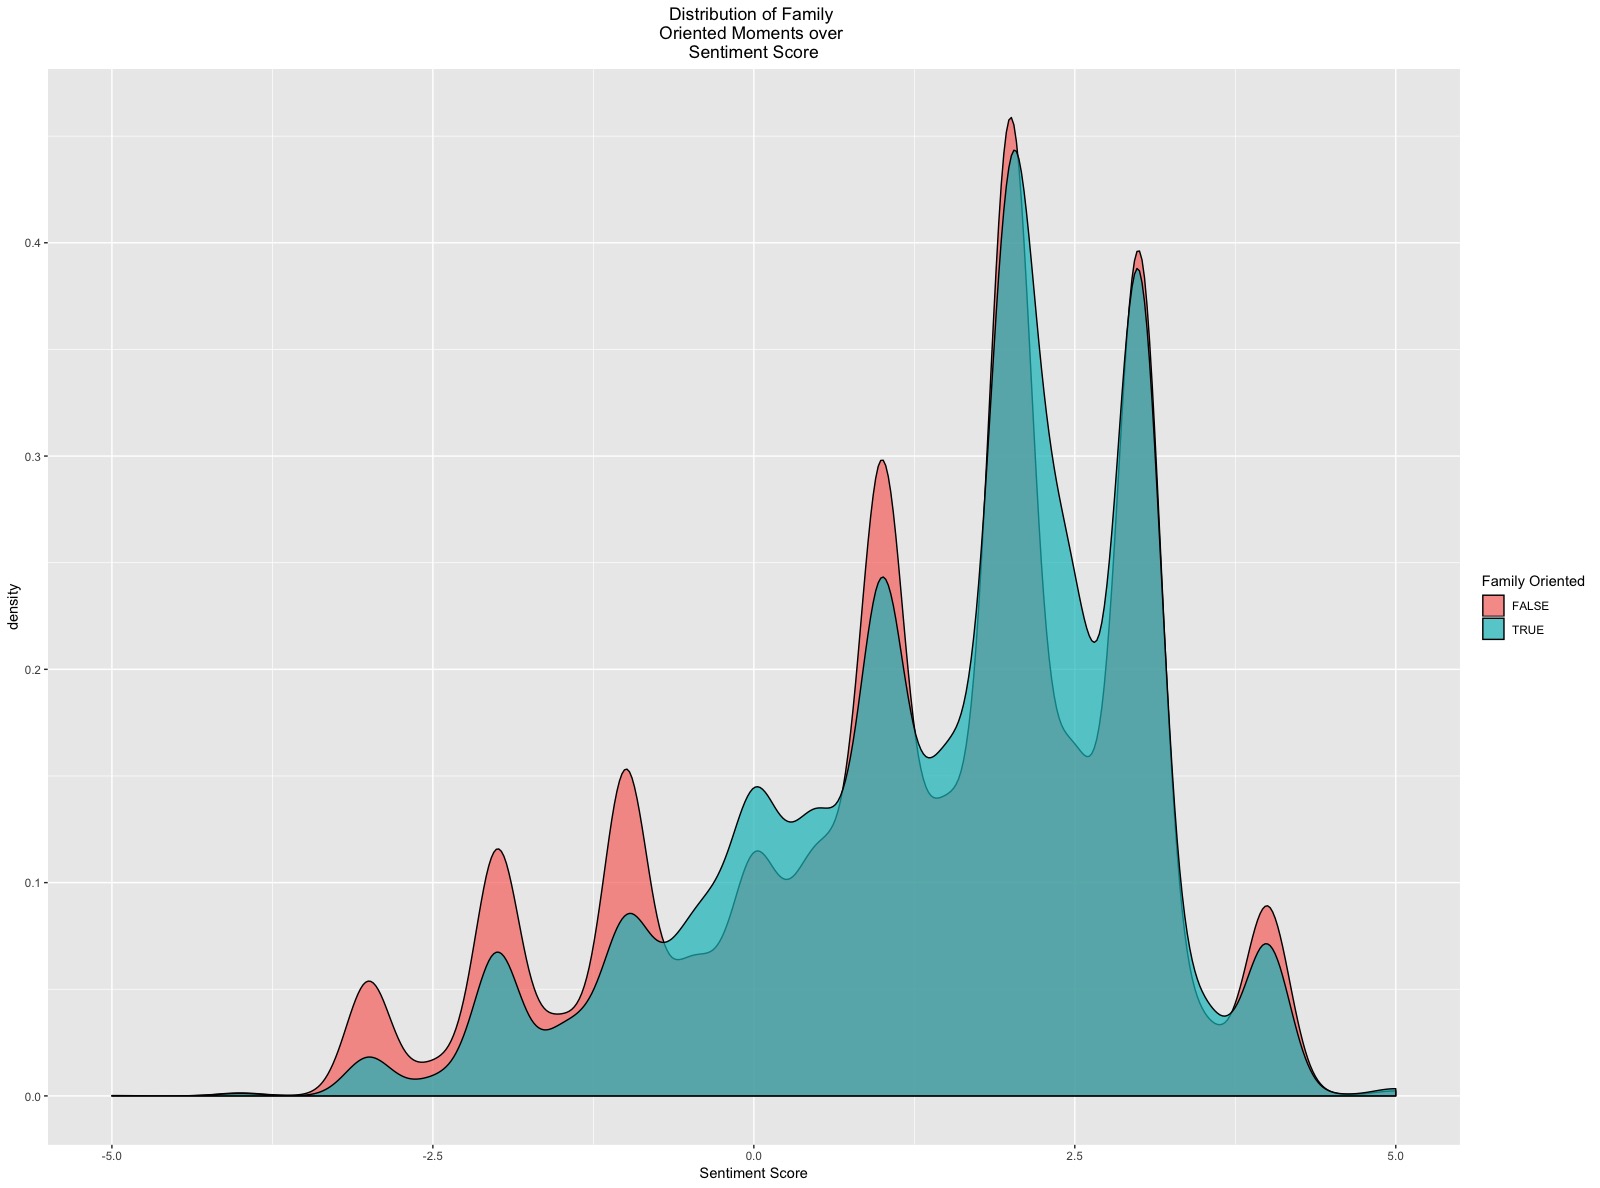 Distribution of Family
Oriented Moments over
Sentiment Score
density
0.4
0.3
0.2
0.1
0.0
-5.0
-2.5
0.0
2.5
5.0
Sentiment Score
Family Oriented
FALSE
TRUE